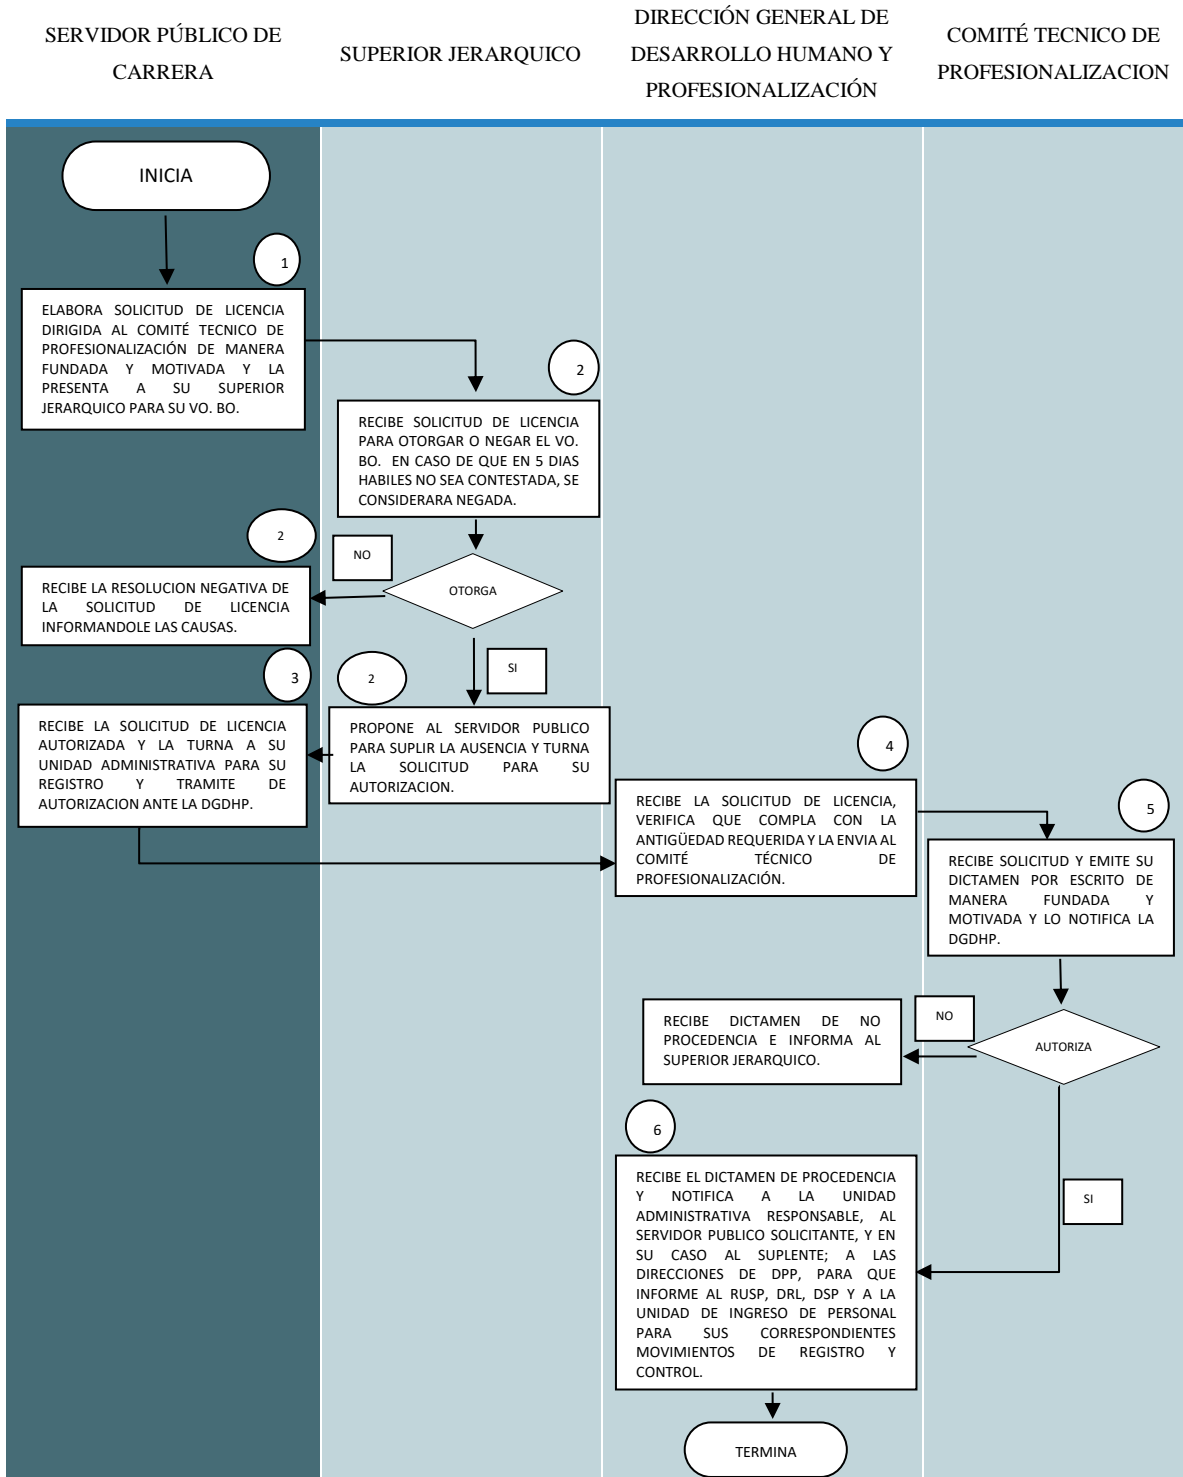 SERVIDOR PÚBLICO DE
CARRERA
SUPERIOR JERARQUICO
DIRECCIÓN GENERAL DE
DESARROLLO HUMANO Y
PROFESIONALIZACIÓN
COMITÉ TECNICO DE
PROFESIONALIZACION
INICIA
1
ELABORA SOLICITUD DE LICENCIA
DIRIGIDA AL COMITÉ TECNICO DE
PROFESIONALIZACIÓN DE MANERA
FUNDADA Y MOTIVADA Y LA
PRESENTA A SU SUPERIOR
JERARQUICO PARA SU VO. BO.
2
RECIBE SOLICITUD DE LICENCIA
PARA OTORGAR O NEGAR EL VO.
BO. EN CASO DE QUE EN 5 DIAS
HABILES NO SEA CONTESTADA, SE
CONSIDERARA NEGADA.
2
NO
OTORGA
RECIBE LA RESOLUCION NEGATIVA DE
LA SOLICITUD DE LICENCIA
INFORMANDOLE LAS CAUSAS.
SI
3
2
RECIBE LA SOLICITUD DE LICENCIA
AUTORIZADA Y LA TURNA A SU
UNIDAD ADMINISTRATIVA PARA SU
REGISTRO Y TRAMITE DE
AUTORIZACION ANTE LA DGDHP.
PROPONE AL SERVIDOR PUBLICO
PARA SUPLIR LA AUSENCIA Y TURNA
LA SOLICITUD PARA SU
AUTORIZACION.
4
RECIBE LA SOLICITUD DE LICENCIA,
VERIFICA QUE COMPLA CON LA
ANTIGÜEDAD REQUERIDA Y LA ENVIA AL
COMITÉ TÉCNICO DE
PROFESIONALIZACIÓN.
5
RECIBE SOLICITUD Y EMITE SU
DICTAMEN POR ESCRITO DE
MANERA FUNDADA Y
MOTIVADA Y LO NOTIFICA LA
DGDHP.
NO
AUTORIZA
RECIBE DICTAMEN DE NO
PROCEDENCIA E INFORMA AL
SUPERIOR JERARQUICO.
6
SI
RECIBE EL DICTAMEN DE PROCEDENCIA
Y NOTIFICA A LA UNIDAD
ADMINISTRATIVA RESPONSABLE, AL
SERVIDOR PUBLICO SOLICITANTE, Y EN
SU CASO AL SUPLENTE; A LAS
DIRECCIONES DE DPP, PARA QUE
INFORME AL RUSP, DRL, DSP Y A LA
UNIDAD DE INGRESO DE PERSONAL
PARA SUS CORRESPONDIENTES
MOVIMIENTOS DE REGISTRO Y
CONTROL.
TERMINA